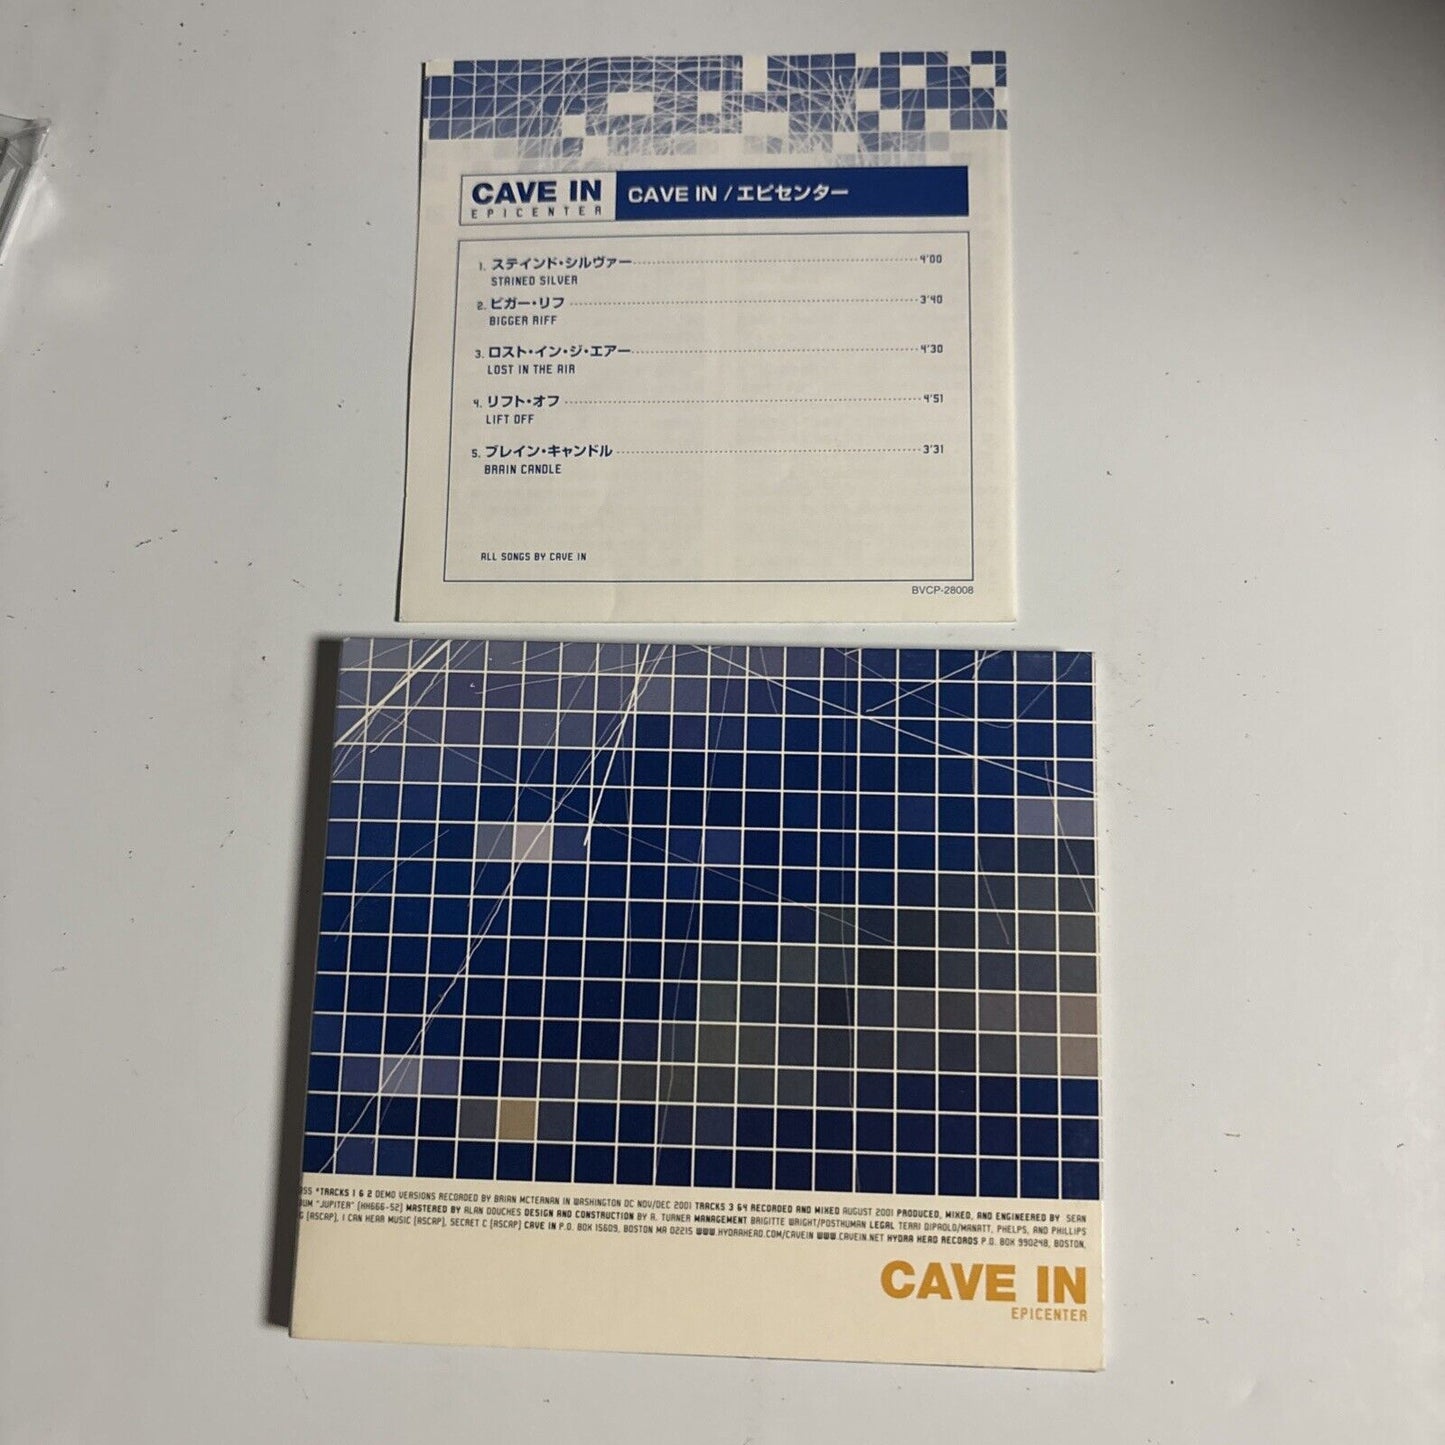 CAVE IN
EPICENTER
CAVE IN / エピセンター
1. ステインド・シルヴァー 4'00
STAINED SILVER
2. ビガー・リフ 3'40
BIGGER RIFF
3. ロスト・イン・ジ・エアー 4'30
LOST IN THE AIR
4. リフト・オフ 4'51
LIFT OFF
5. ブレイン・キャンドル 3'31
BRAIN CANDLE
ALL SONGS BY CAVE IN
BVCP-28008
*TRACKS 1 & 2 DEMO VERSIONS RECORDED BY BRIAN MCTERNAN IN WASHINGTON DC NOV/DEC 2001 TRACKS 3 &4 RECORDED AND MIXED AUGUST 2001 PRODUCED, MIXED, AND ENGINEERED BY SEAN
"JUPITER" [HH666-52] MASTERED BY ALAN DOUCHES DESIGN AND CONSTRUCTION BY A. TURNER MANAGEMENT BRIGITTE WRIGHT/POSTHUMAN LEGAL TERRI DIPAOLO/MANATT, PHELPS, AND PHILLIPS
[ASCAP], I CAN HEAR MUSIC [ASCAP], SECRET C [ASCAP] CAVE IN P.O. BOX 15609, BOSTON MA 02215 WWW.HYDRAHEAD.COM/CAVEIN WWW.CAVEIN.NET HYDRA HEAD RECORDS P.O. BOX 990248, BOSTON,
CAVE IN
EPICENTER